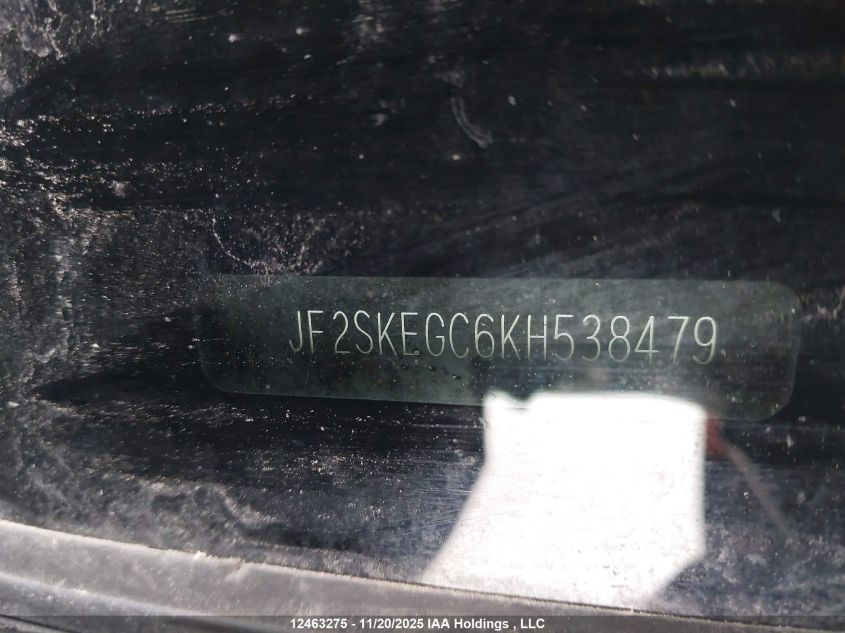 JF2SKEGC6KH538479
12463275 - 11/20/2025 IAA Holdings , LLC